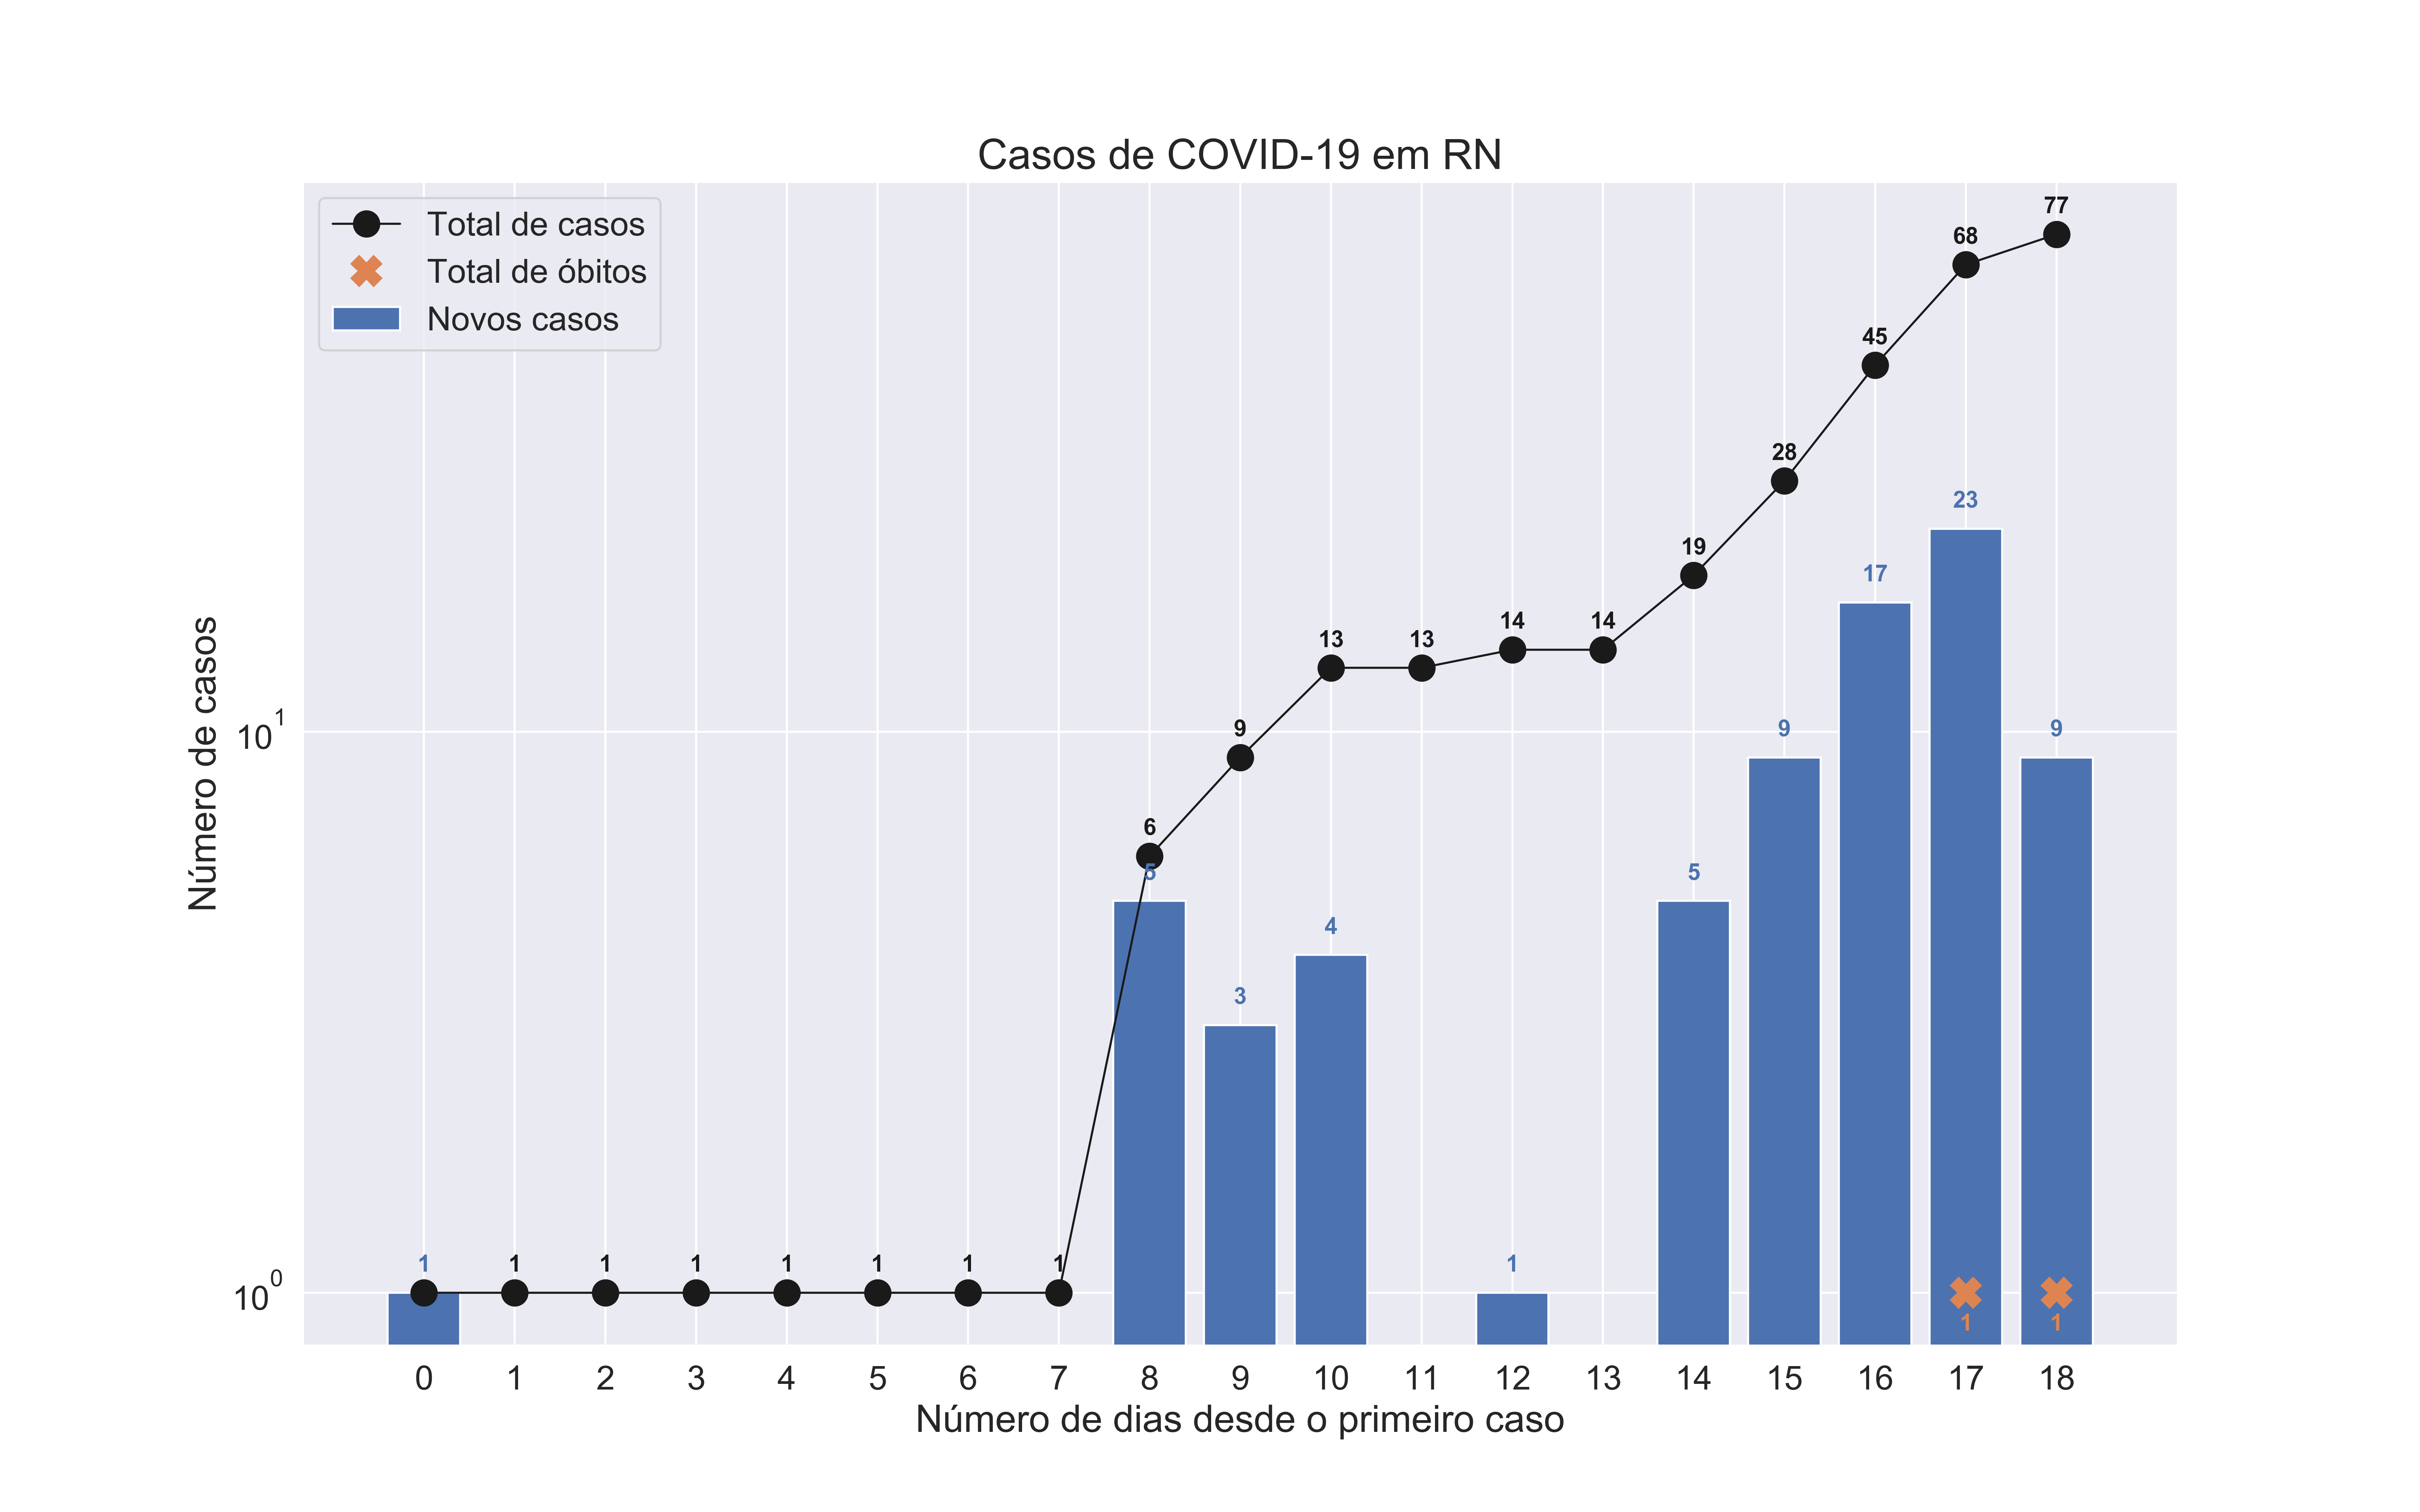 Casos de COVID-19 em RN
Total de casos
Total de óbitos
Novos casos
77
68
45
28
23
19
17
14 14
13 13
9 9 9
6
5 5
4
3
1 1 1 1 1 1 1 1 1
1 1
Número de casos
10^1
10^0
0 1 2 3 4 5 6 7 8 9 10 11 12 13 14 15 16 17 18
Número de dias desde o primeiro caso